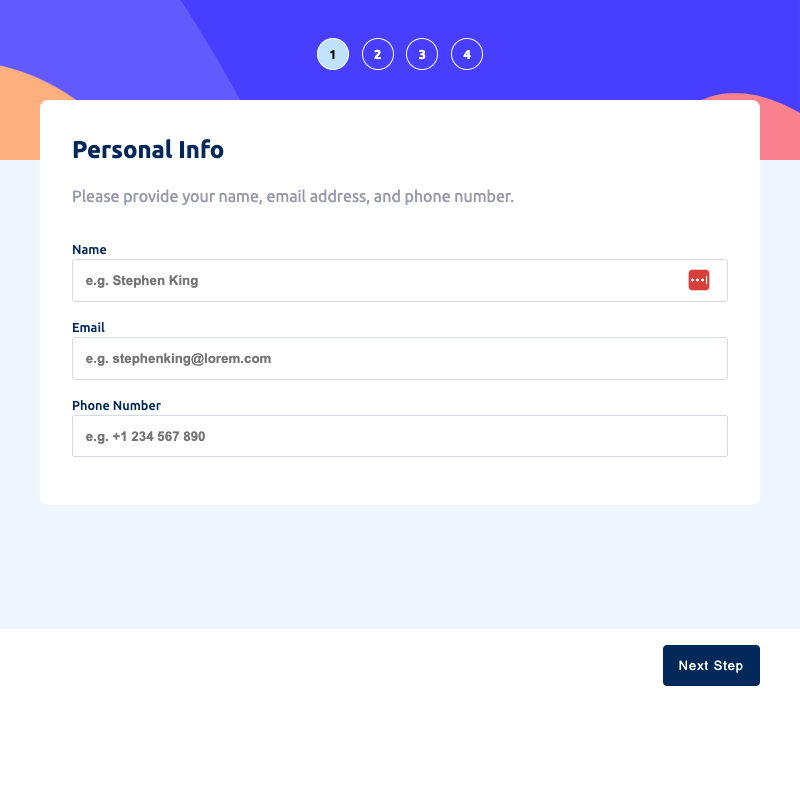 1 2 3 4
Personal Info
Please provide your name, email address, and phone number.
Name
e.g. Stephen King
Email
e.g. stephenking@lorem.com
Phone Number
e.g. +1 234 567 890
Next Step